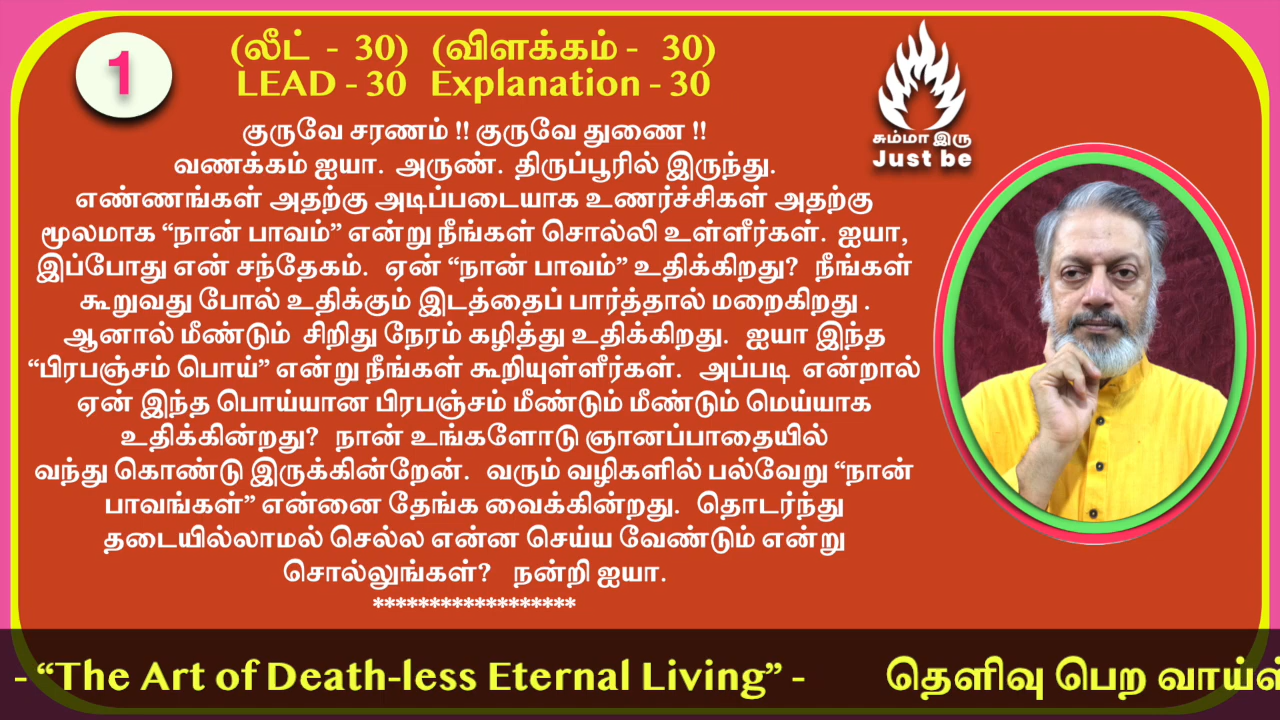 1
(லீட் - 30) (விளக்கம் - 30)
LEAD - 30 Explanation - 30
சும்மா இரு
Just be
குருவே சரணம் !! குருவே துணை !!
வணக்கம் ஐயா. அருண். திருப்பூரில் இருந்து.
எண்ணங்கள் அதற்கு அடிப்படையாக உணர்ச்சிகள் அதற்கு
மூலமாக “நான் பாவம்” என்று நீங்கள் சொல்லி உள்ளீர்கள். ஐயா,
இப்போது என் சந்தேகம். ஏன் “நான் பாவம்” உதிக்கிறது? நீங்கள்
கூறுவது போல் உதிக்கும் இடத்தைப் பார்த்தால் மறைகிறது .
ஆனால் மீண்டும் சிறிது நேரம் கழித்து உதிக்கிறது. ஐயா இந்த
“பிரபஞ்சம் பொய்” என்று நீங்கள் கூறியுள்ளீர்கள். அப்படி என்றால்
ஏன் இந்த பொய்யான பிரபஞ்சம் மீண்டும் மீண்டும் மெய்யாக
உதிக்கின்றது? நான் உங்களோடு ஞானப்பாதையில்
வந்து கொண்டு இருக்கின்றேன். வரும் வழிகளில் பல்வேறு “நான்
பாவங்கள்” என்னை தேங்க வைக்கின்றது. தொடர்ந்து
தடையில்லாமல் செல்ல என்ன செய்ய வேண்டும் என்று
சொல்லுங்கள்? நன்றி ஐயா.
******************
- “The Art of Death-less Eternal Living” - தெளிவு பெற